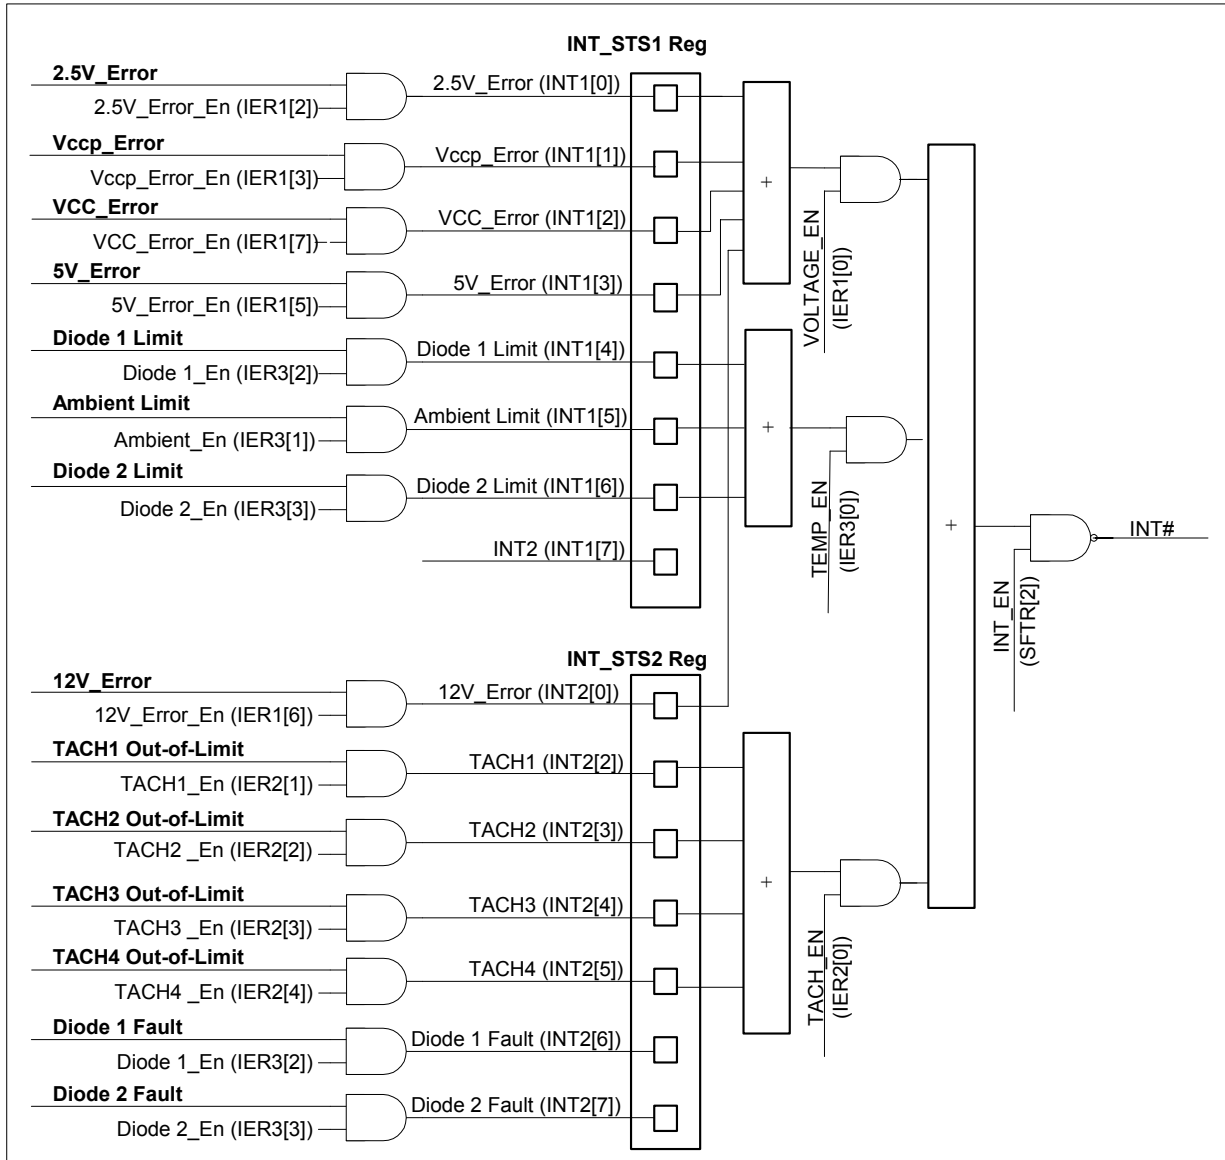 INT_STS1 Reg
2.5V_Error
2.5V_Error_En (IER1[2])
2.5V_Error (INT1[0])
Vccp_Error
Vccp_Error_En (IER1[3])
Vccp_Error (INT1[1])
VCC_Error
VCC_Error_En (IER1[7])
VCC_Error (INT1[2])
5V_Error
5V_Error_En (IER1[5])
5V_Error (INT1[3])
Diode 1 Limit
Diode 1_En (IER3[2])
Diode 1 Limit (INT1[4])
Ambient Limit
Ambient_En (IER3[1])
Ambient Limit (INT1[5])
Diode 2 Limit
Diode 2_En (IER3[3])
Diode 2 Limit (INT1[6])
INT2 (INT1[7])
+
VOLTAGE_EN
(IER1[0])
+
TEMP_EN
(IER3[0])
+
INT_EN
(SFTR[2])
INT#
INT_STS2 Reg
12V_Error
12V_Error_En (IER1[6])
12V_Error (INT2[0])
TACH1 Out-of-Limit
TACH1_En (IER2[1])
TACH1 (INT2[2])
TACH2 Out-of-Limit
TACH2 _En (IER2[2])
TACH2 (INT2[3])
TACH3 Out-of-Limit
TACH3 _En (IER2[3])
TACH3 (INT2[4])
TACH4 Out-of-Limit
TACH4 _En (IER2[4])
TACH4 (INT2[5])
Diode 1 Fault
Diode 1_En (IER3[2])
Diode 1 Fault (INT2[6])
Diode 2 Fault
Diode 2_En (IER3[3])
Diode 2 Fault (INT2[7])
+
TACH_EN
(IER2[0])